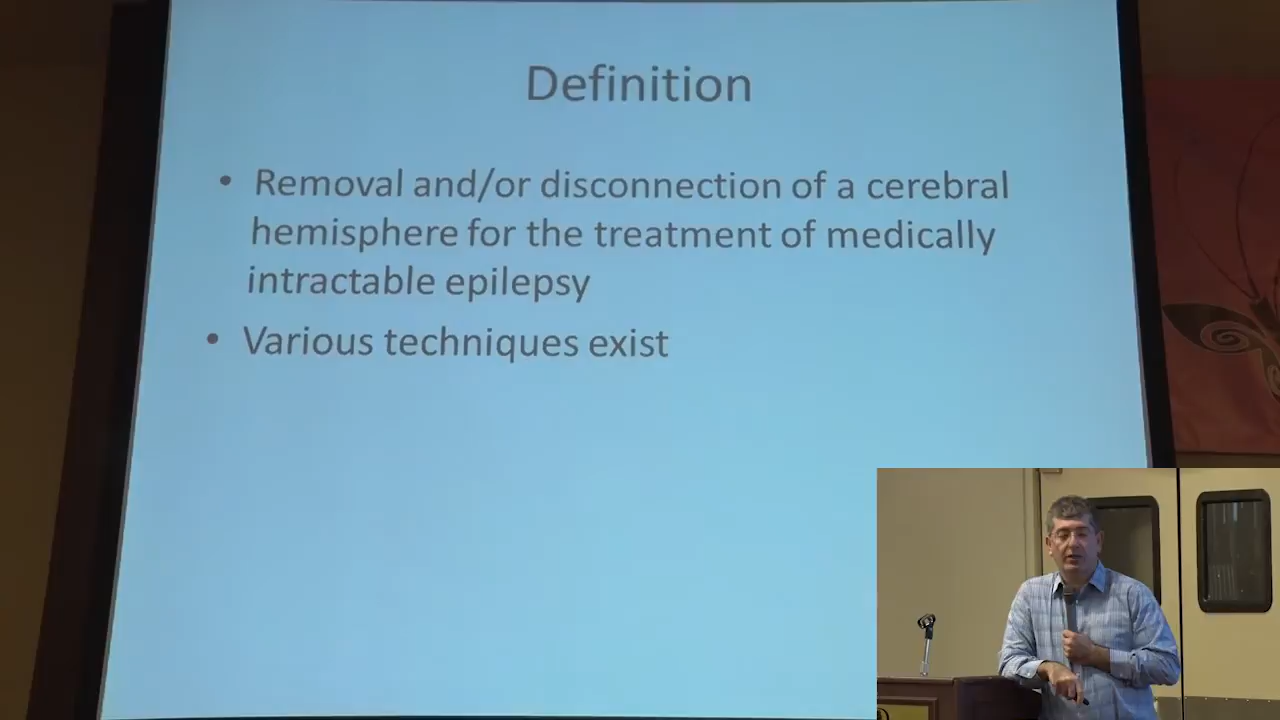 Definition
• Removal and/or disconnection of a cerebral
hemisphere for the treatment of medically
intractable epilepsy
• Various techniques exist